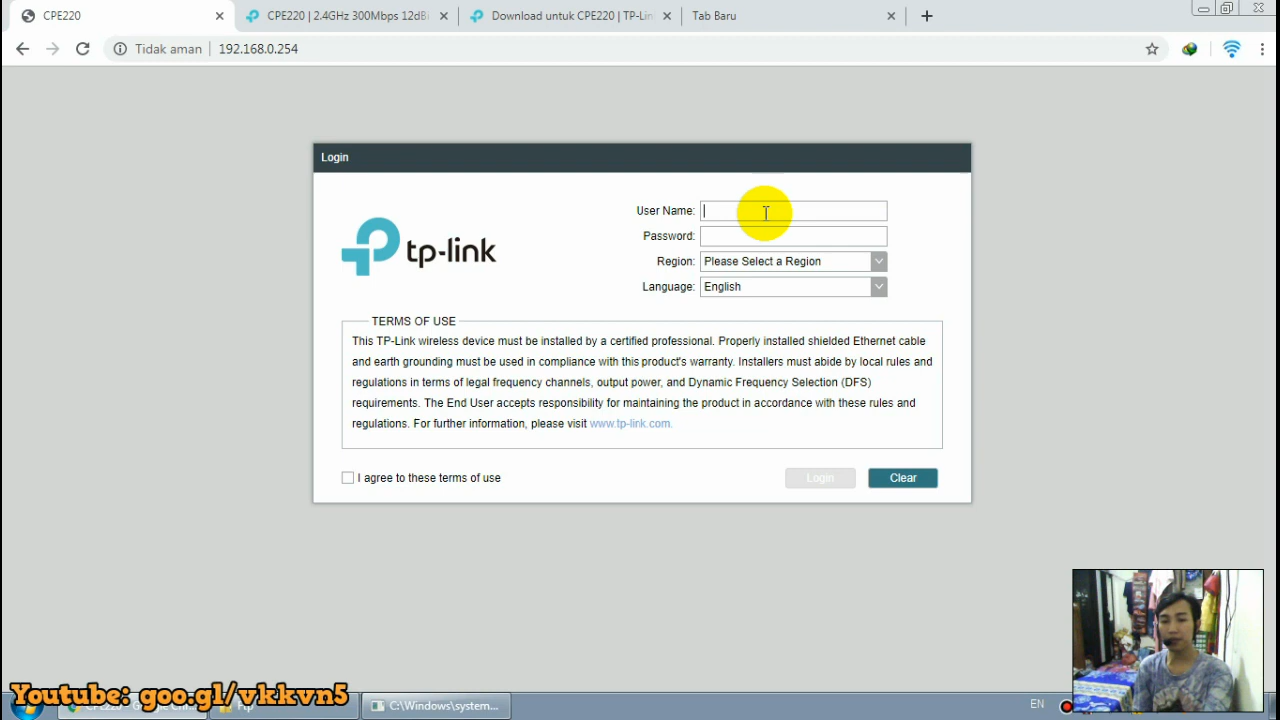 CPE220
CPE220 | 2.4GHz 300Mbps 12dBi
Download untuk CPE220 | TP-Lin
Tab Baru
Tidak aman
192.168.0.254
Login
tp-link
User Name:
Password:
Region: Please Select a Region
Language: English
TERMS OF USE
This TP-Link wireless device must be installed by a certified professional. Properly installed shielded Ethernet cable
and earth grounding must be used in compliance with this product's warranty. Installers must abide by local rules and
regulations in terms of legal frequency channels, output power, and Dynamic Frequency Selection (DFS)
requirements. The End User accepts responsibility for maintaining the product in accordance with these rules and
regulations. For further information, please visit www.tp-link.com.
I agree to these terms of use
Login
Clear
Youtube: goo.gl/vkkvn5
C:\Windows\system...
EN